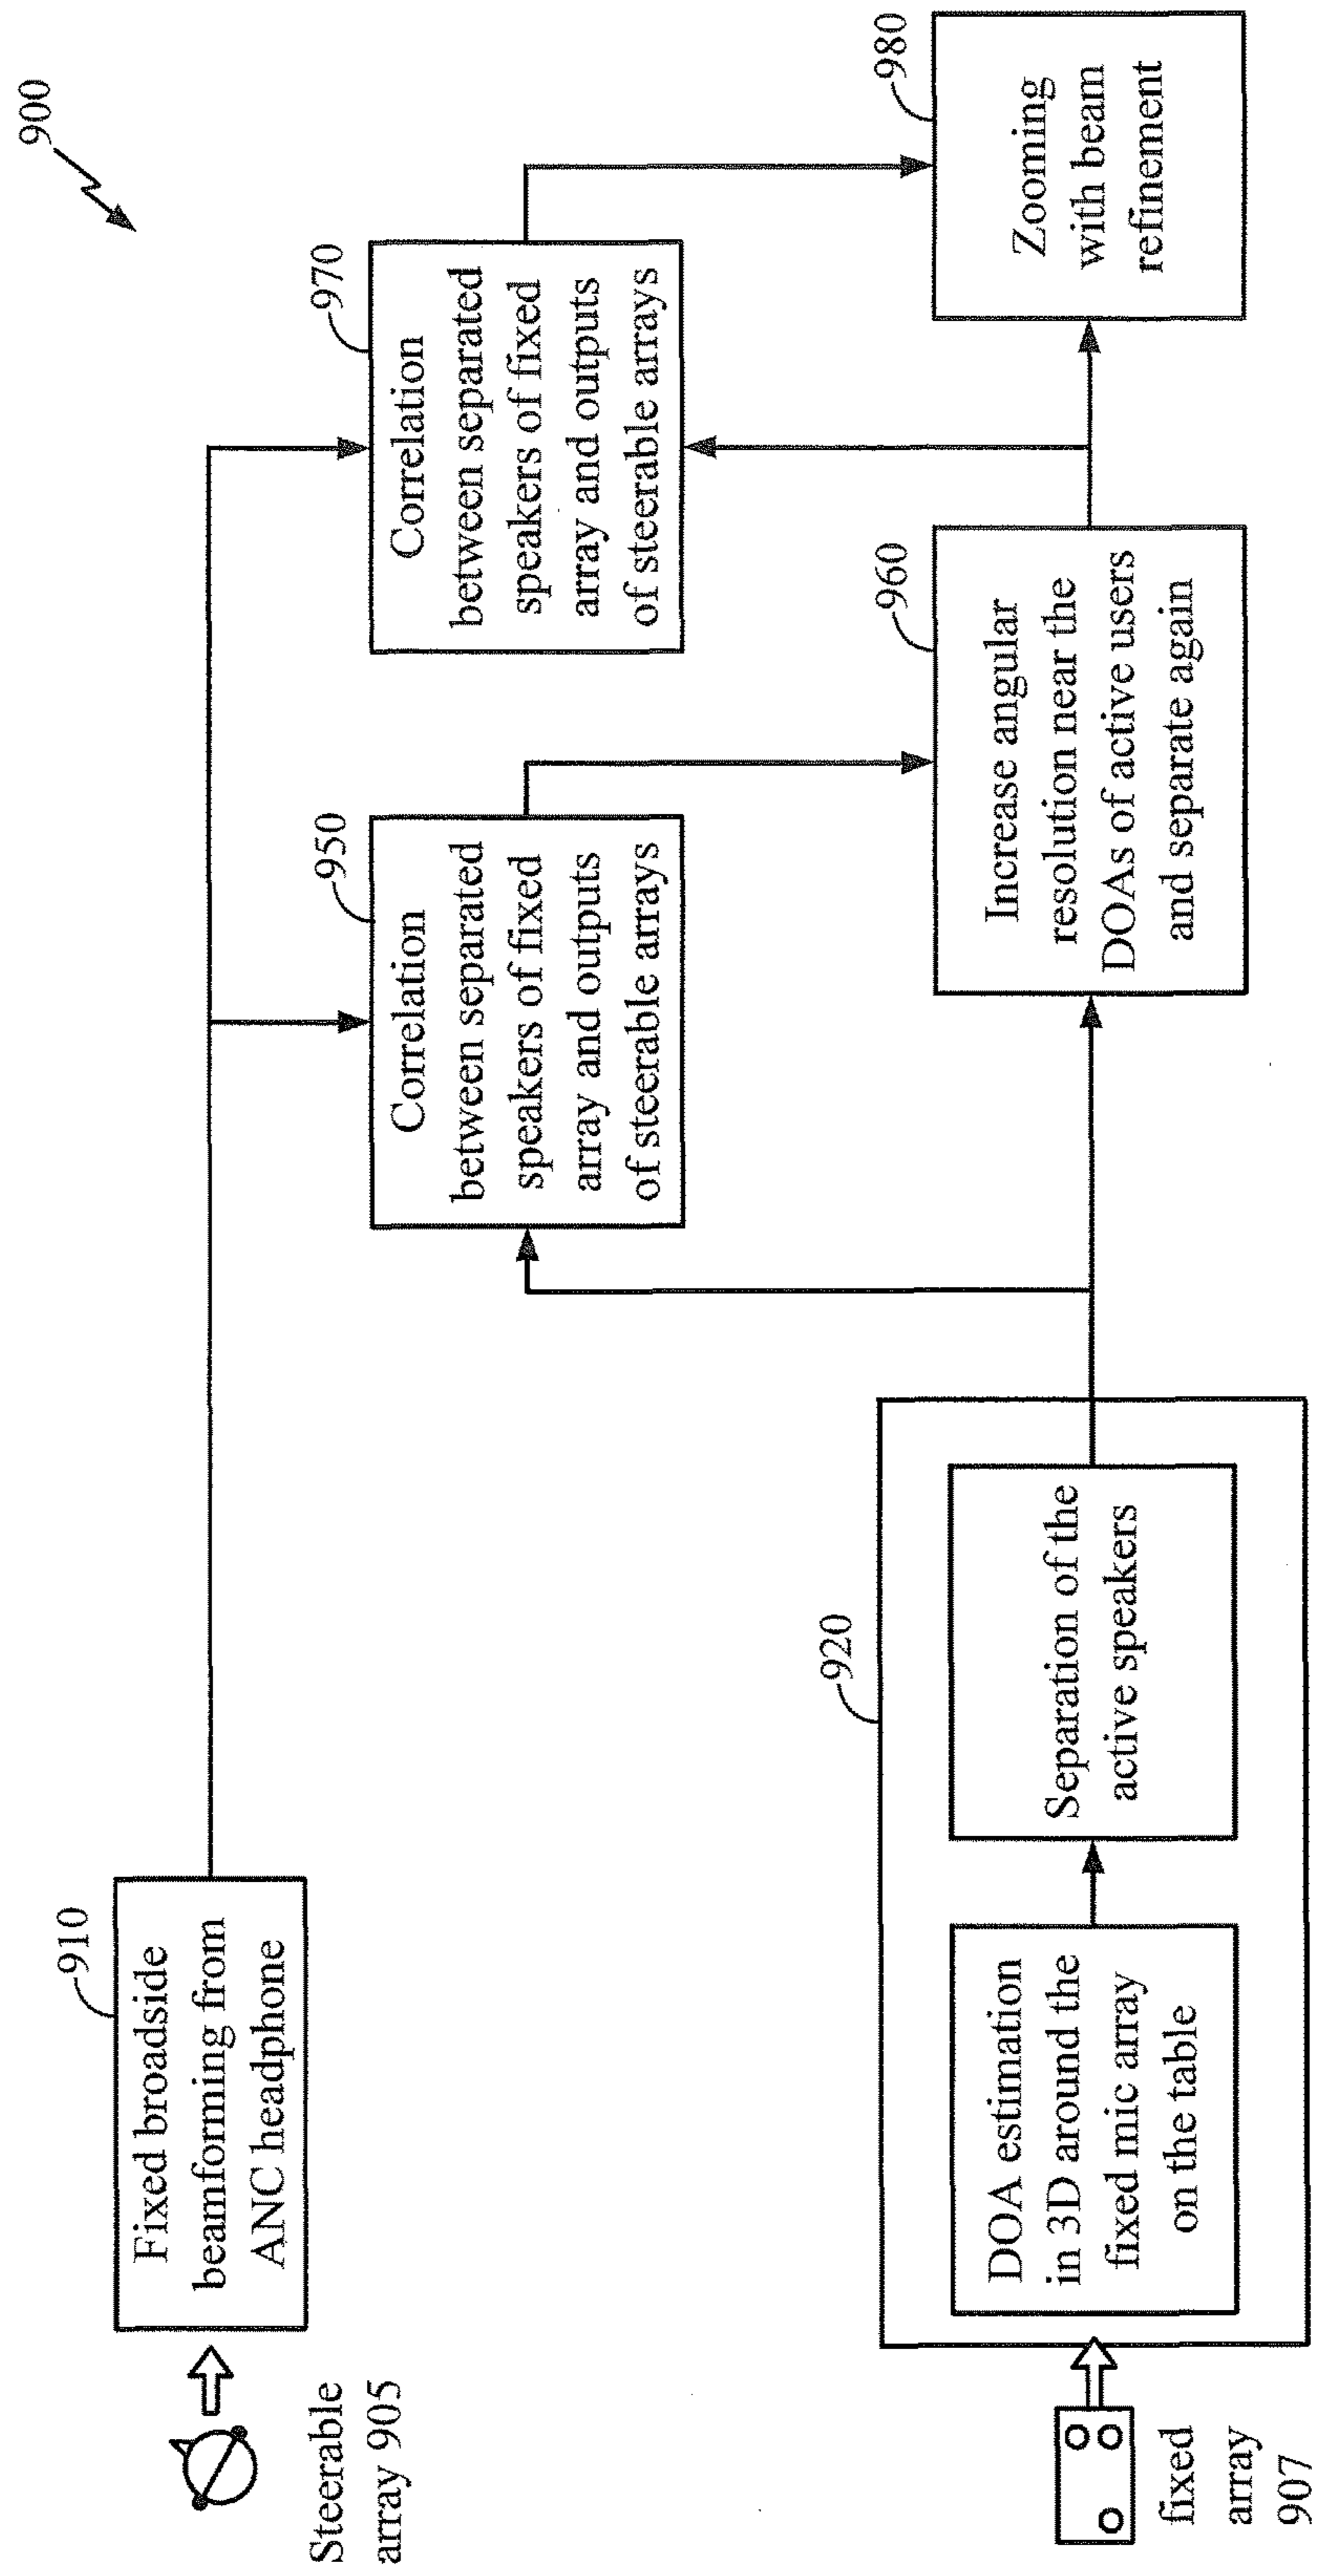 900
Steerable
array 905
910
Fixed broadside
beamforming from
ANC headphone
950
Correlation
between separated
speakers of fixed
array and outputs
of steerable arrays
970
Correlation
between separated
speakers of fixed
array and outputs
of steerable arrays
fixed
array
907
920
DOA estimation
in 3D around the
fixed mic array
on the table
Separation of the
active speakers
960
Increase angular
resolution near the
DOAs of active users
and separate again
980
Zooming
with beam
refinement